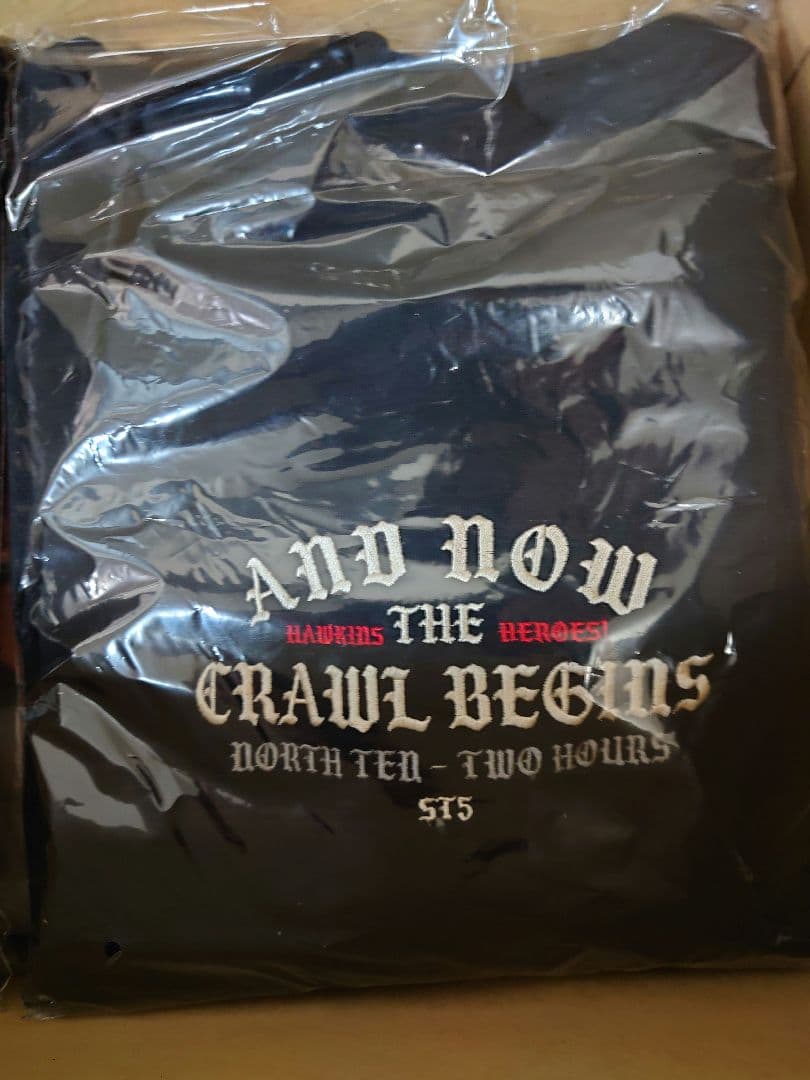 AND NOW
HAWKINS THE HEROES!
CRAWL BEGINS
NORTH TEN - TWO HOURS
ST5